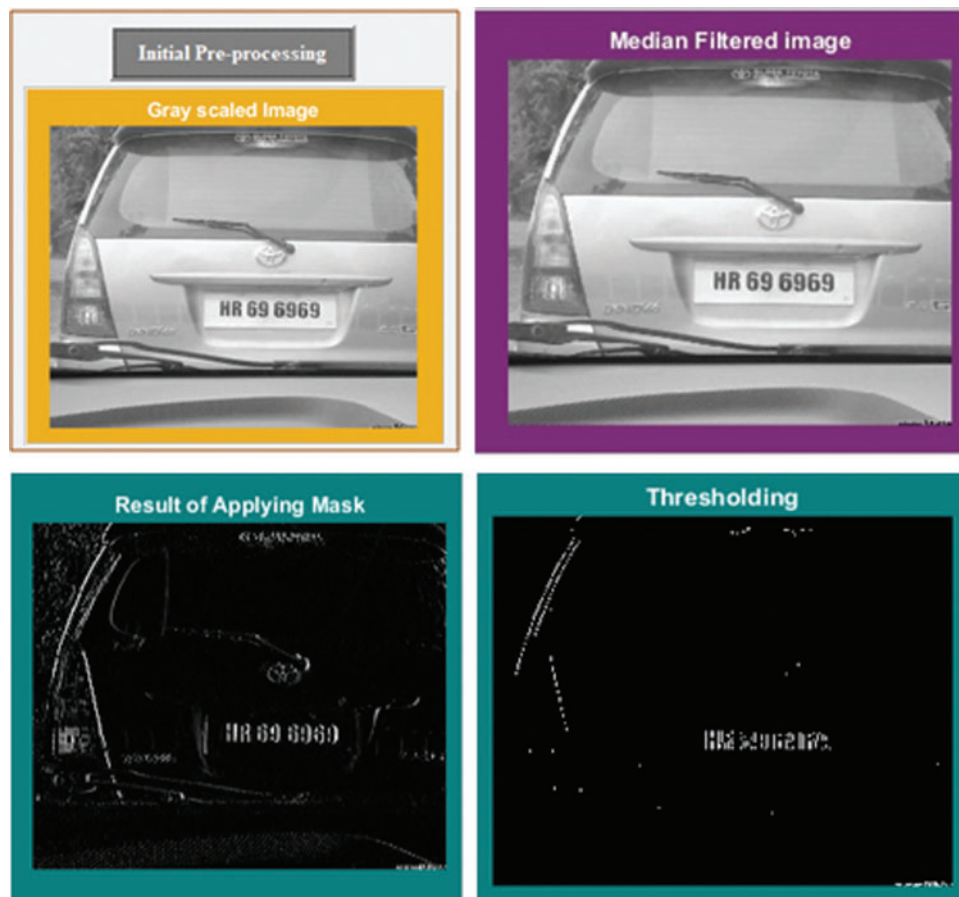 Initial Pre-processing
Gray scaled Image
HR 69 6969
Median Filtered image
HR 69 6969
Result of Applying Mask
HR 69 6969
Thresholding